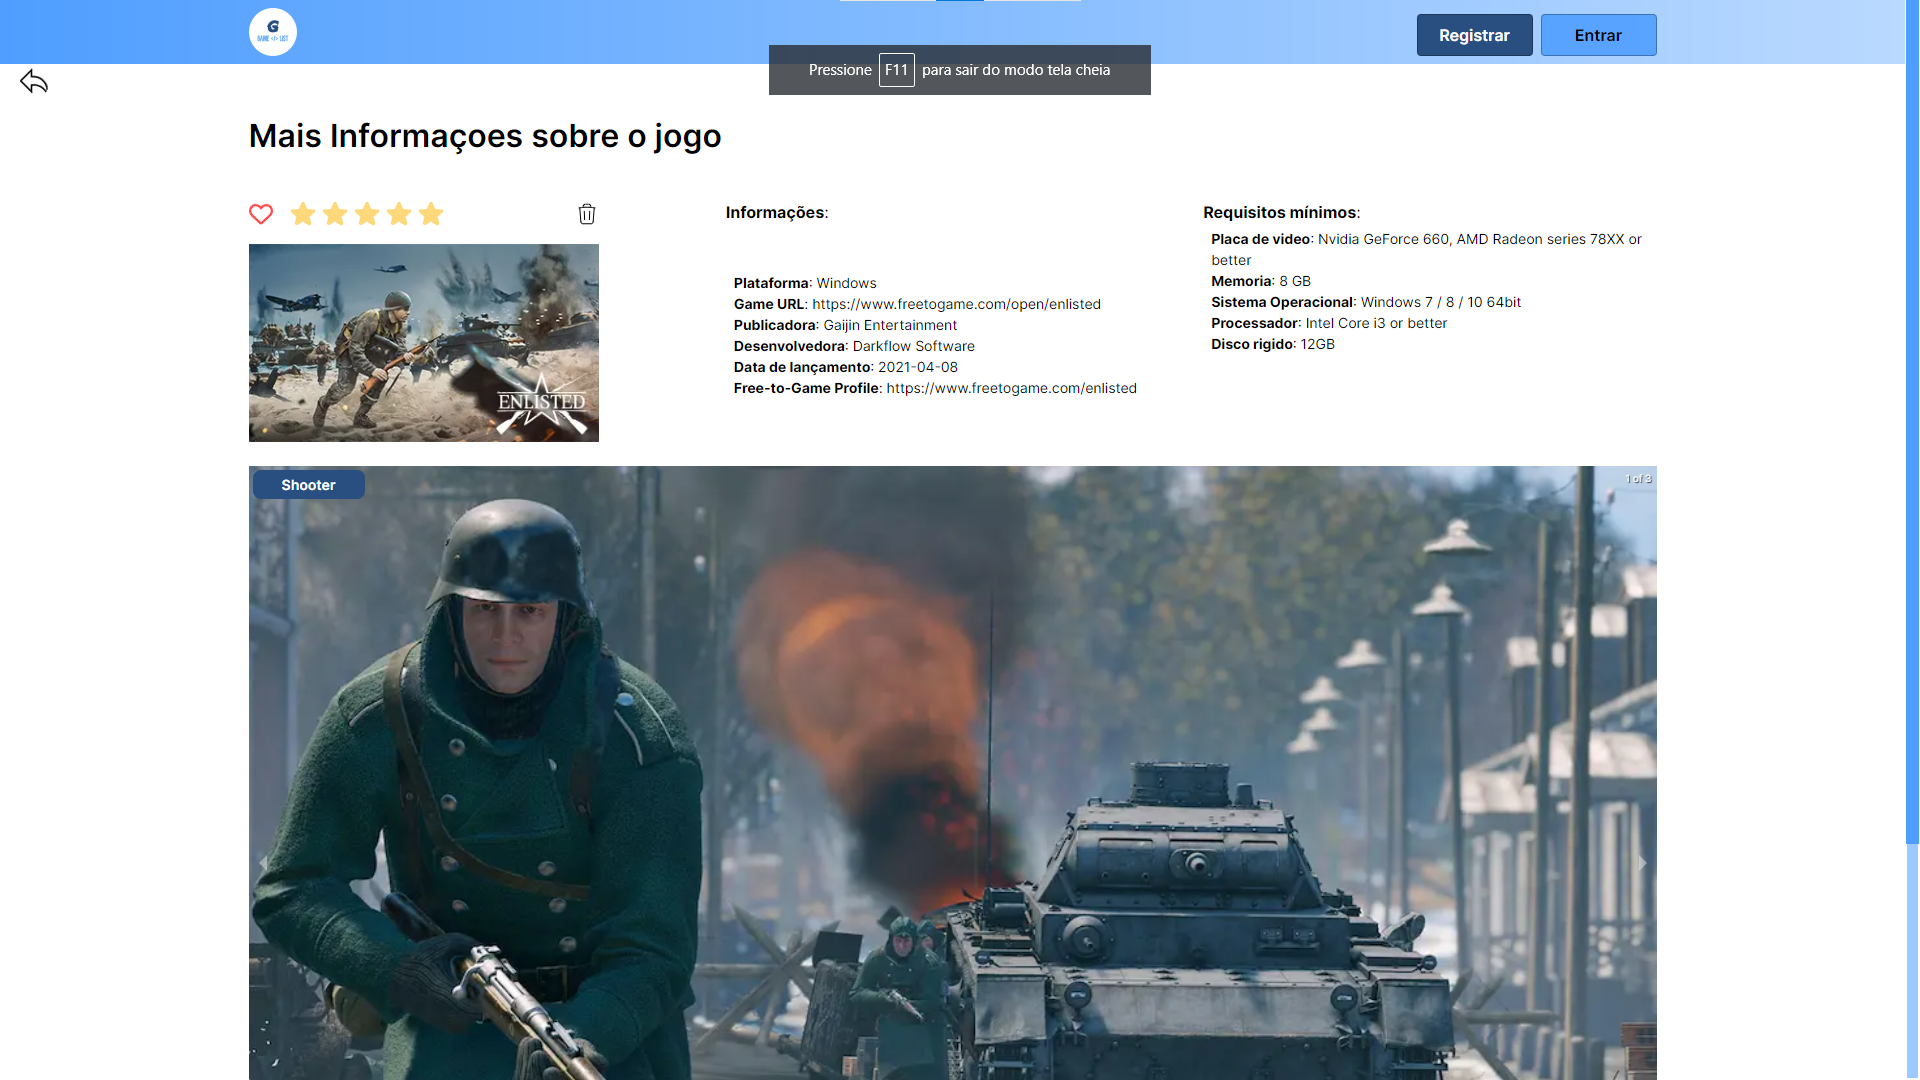 GAME </> LIST
Registrar
Entrar
Pressione F11 para sair do modo tela cheia
Mais Informaçoes sobre o jogo
Informações:
Plataforma: Windows
Game URL: https://www.freetogame.com/open/enlisted
Publicadora: Gaijin Entertainment
Desenvolvedora: Darkflow Software
Data de lançamento: 2021-04-08
Free-to-Game Profile: https://www.freetogame.com/enlisted
Requisitos mínimos:
Placa de video: Nvidia GeForce 660, AMD Radeon series 78XX or
better
Memoria: 8 GB
Sistema Operacional: Windows 7 / 8 / 10 64bit
Processador: Intel Core i3 or better
Disco rigido: 12GB
ENLISTED
Shooter
1 of 3